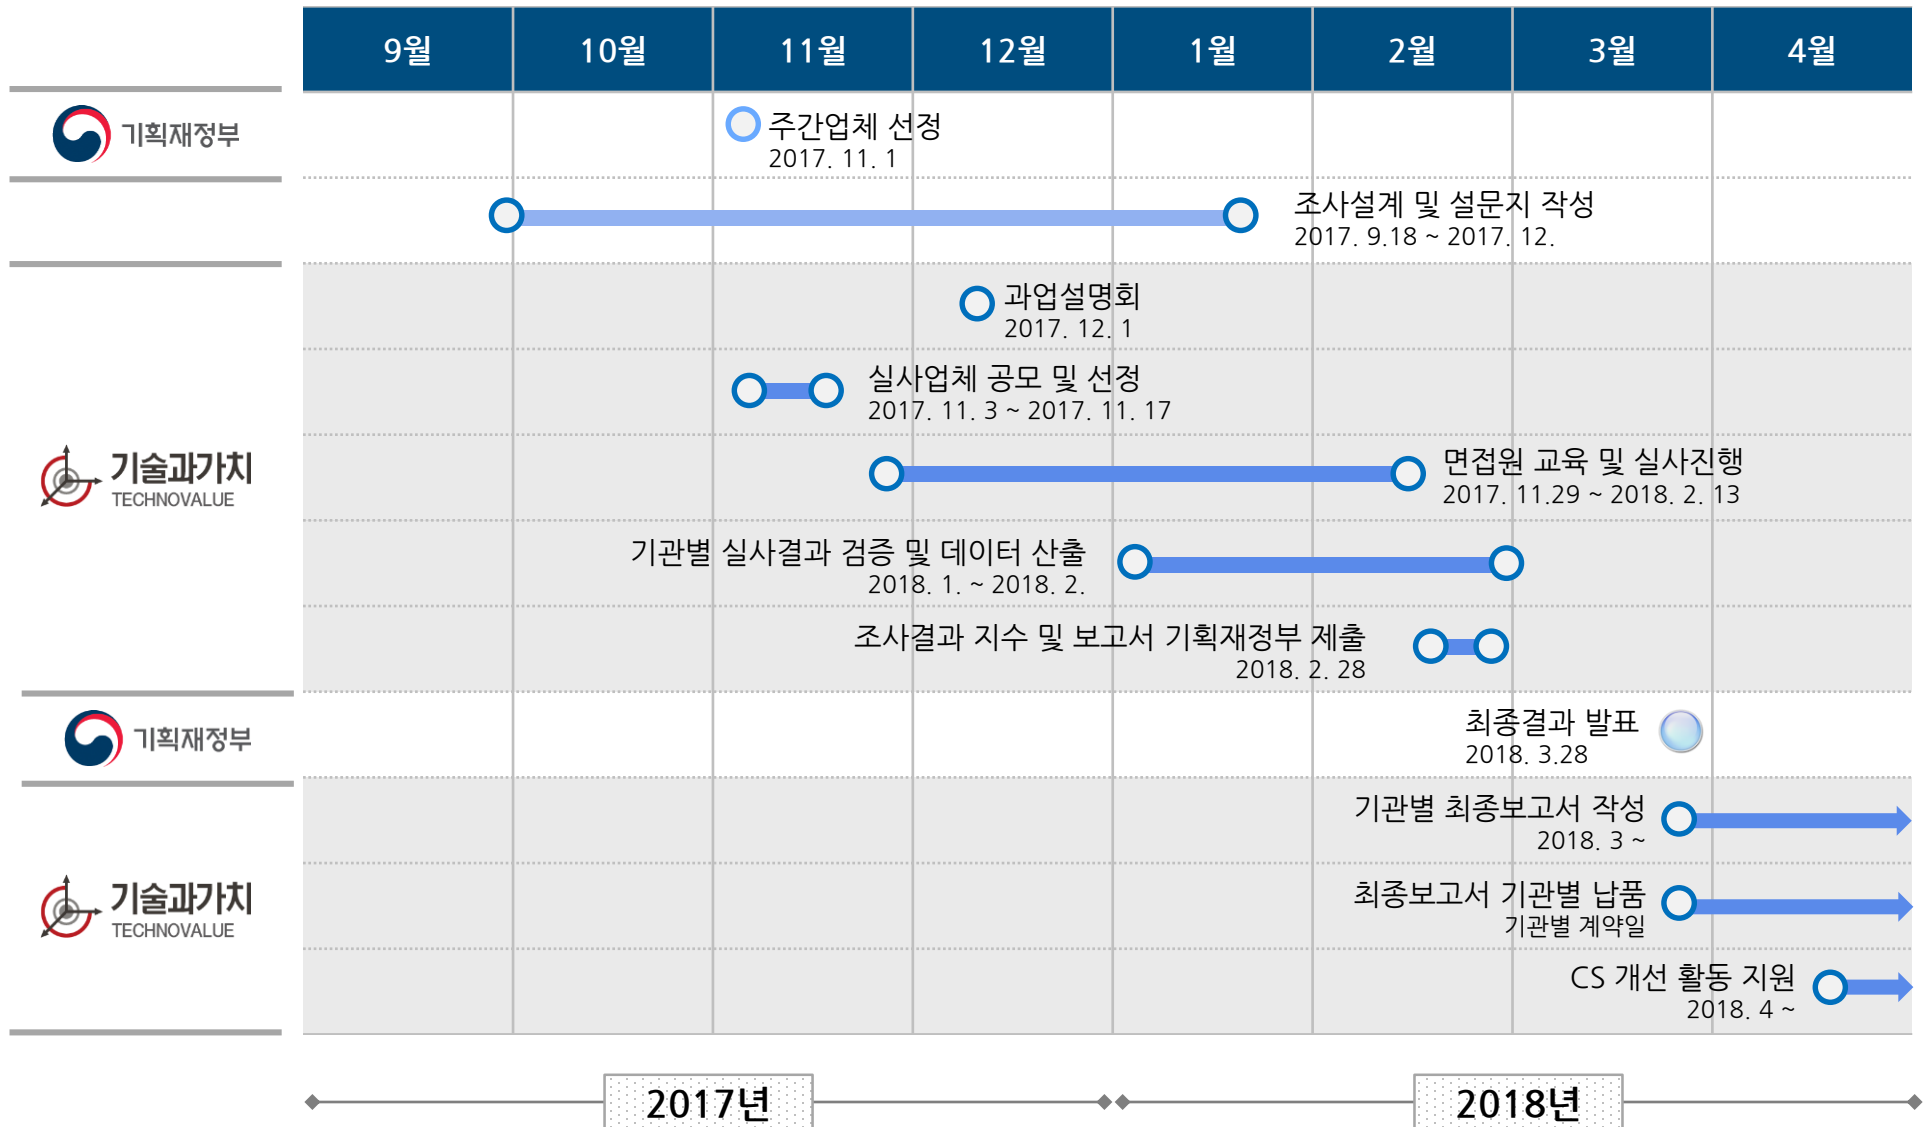 9월 10월 11월 12월 1월 2월 3월 4월
기획재정부
주간업체 선정
2017. 11. 1
조사설계 및 설문지 작성
2017. 9.18 ~ 2017. 12.
과업설명회
2017. 12. 1
실사업체 공모 및 선정
2017. 11. 3 ~ 2017. 11. 17
기술과가치
TECHNOVALUE
면접원 교육 및 실사진행
2017. 11.29 ~ 2018. 2. 13
기관별 실사결과 검증 및 데이터 산출
2018. 1. ~ 2018. 2.
조사결과 지수 및 보고서 기획재정부 제출
2018. 2. 28
기획재정부
최종결과 발표
2018. 3.28
기관별 최종보고서 작성
2018. 3 ~
기술과가치
TECHNOVALUE
최종보고서 기관별 납품
기관별 계약일
CS 개선 활동 지원
2018. 4 ~
2017년 2018년